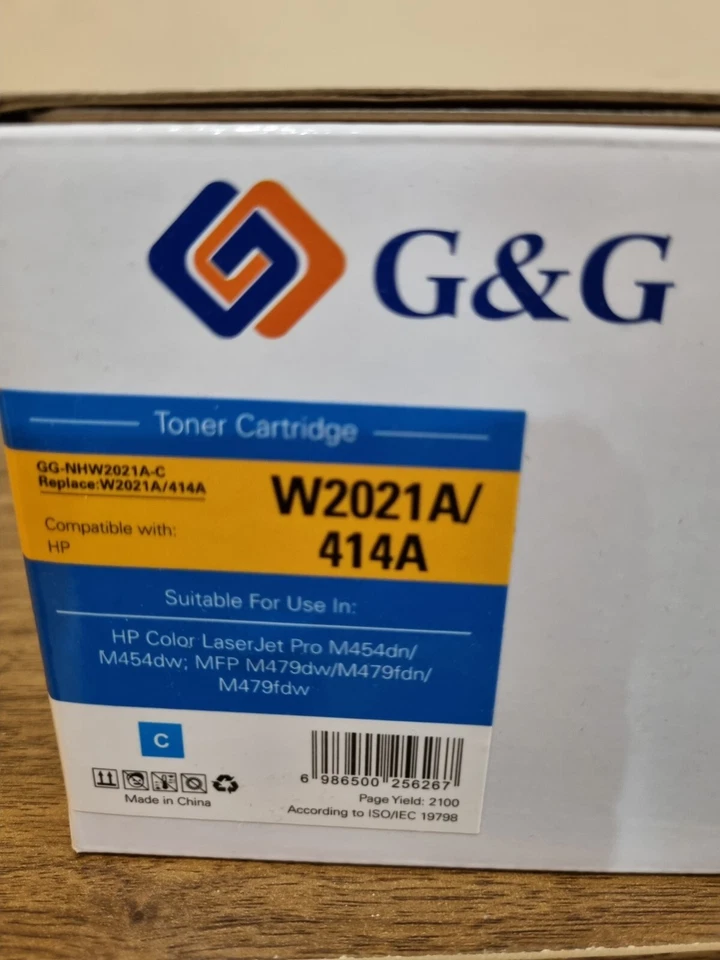 G&G
Toner Cartridge
GG-NHW2021A-C
Replace:W2021A/414A
Compatible with:
HP
W2021A/
414A
Suitable For Use In:
HP Color LaserJet Pro M454dn/
M454dw; MFP M479dw/M479fdn/
M479fdw
C
6 986500 256267
Made in China
Page Yield: 2100
According to ISO/IEC 19798